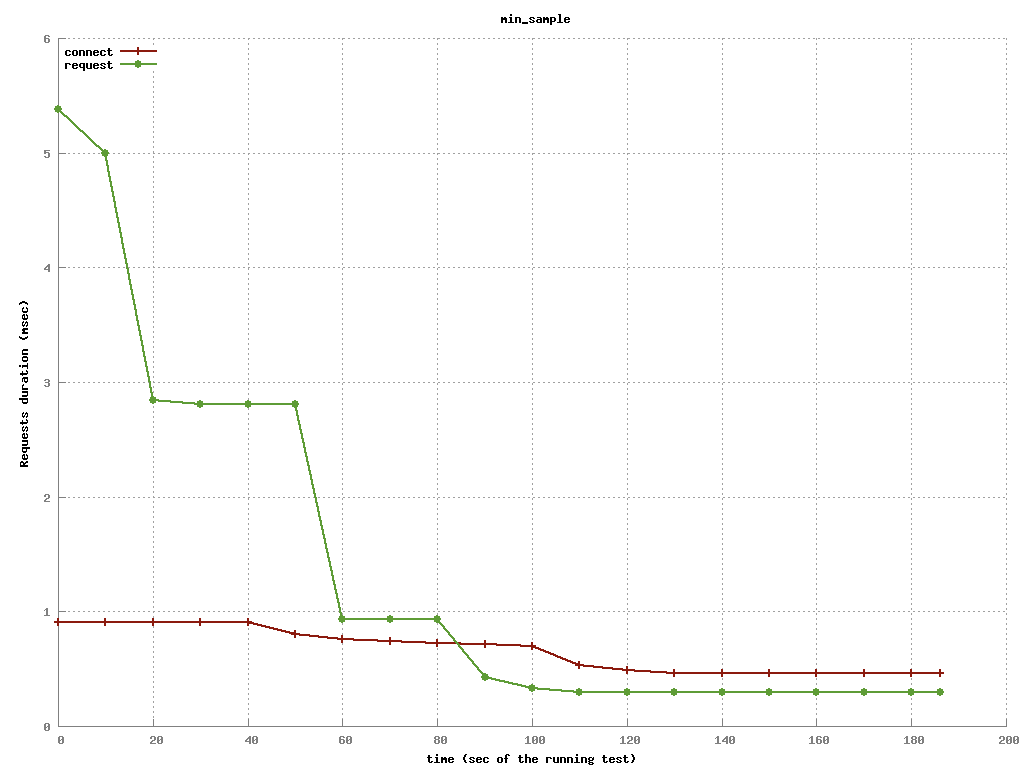 min_sample
6
connect
request
5
4
3
2
1
0
Requests duration (msec)
0 20 40 60 80 100 120 140 160 180 200
time (sec of the running test)